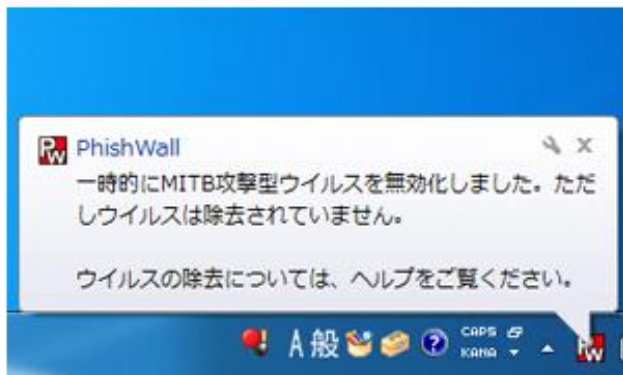 PhishWall
一時的にMITB攻撃型ウイルスを無効化しました。ただ
しウイルスは除去されていません。
ウイルスの除去については、ヘルプをご覧ください。
A 般 CAPS
KANA
PW